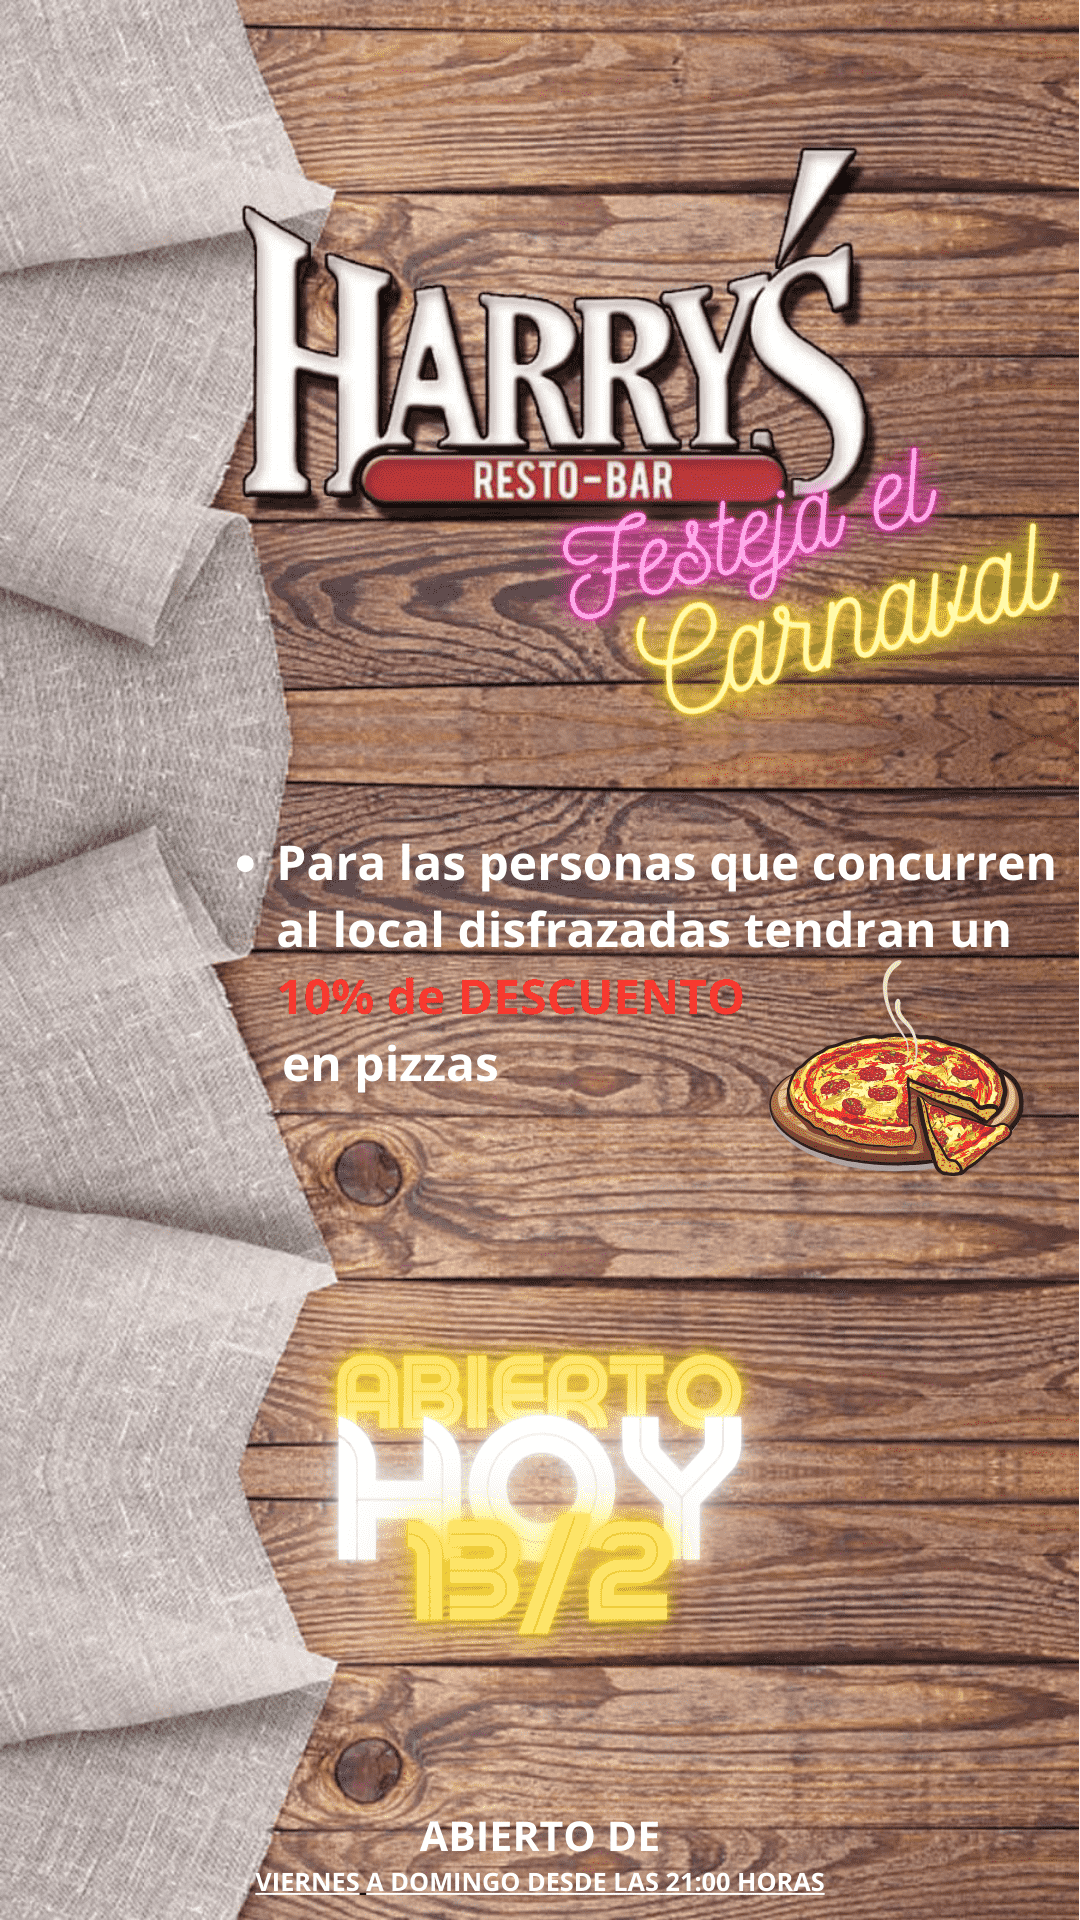 HARRY'S
RESTO-BAR
Festejá el
Carnaval
• Para las personas que concurren
al local disfrazadas tendran un
10% de DESCUENTO
en pizzas
ABIERTO
HOY
13/2
ABIERTO DE
VIERNES A DOMINGO DESDE LAS 21:00 HORAS